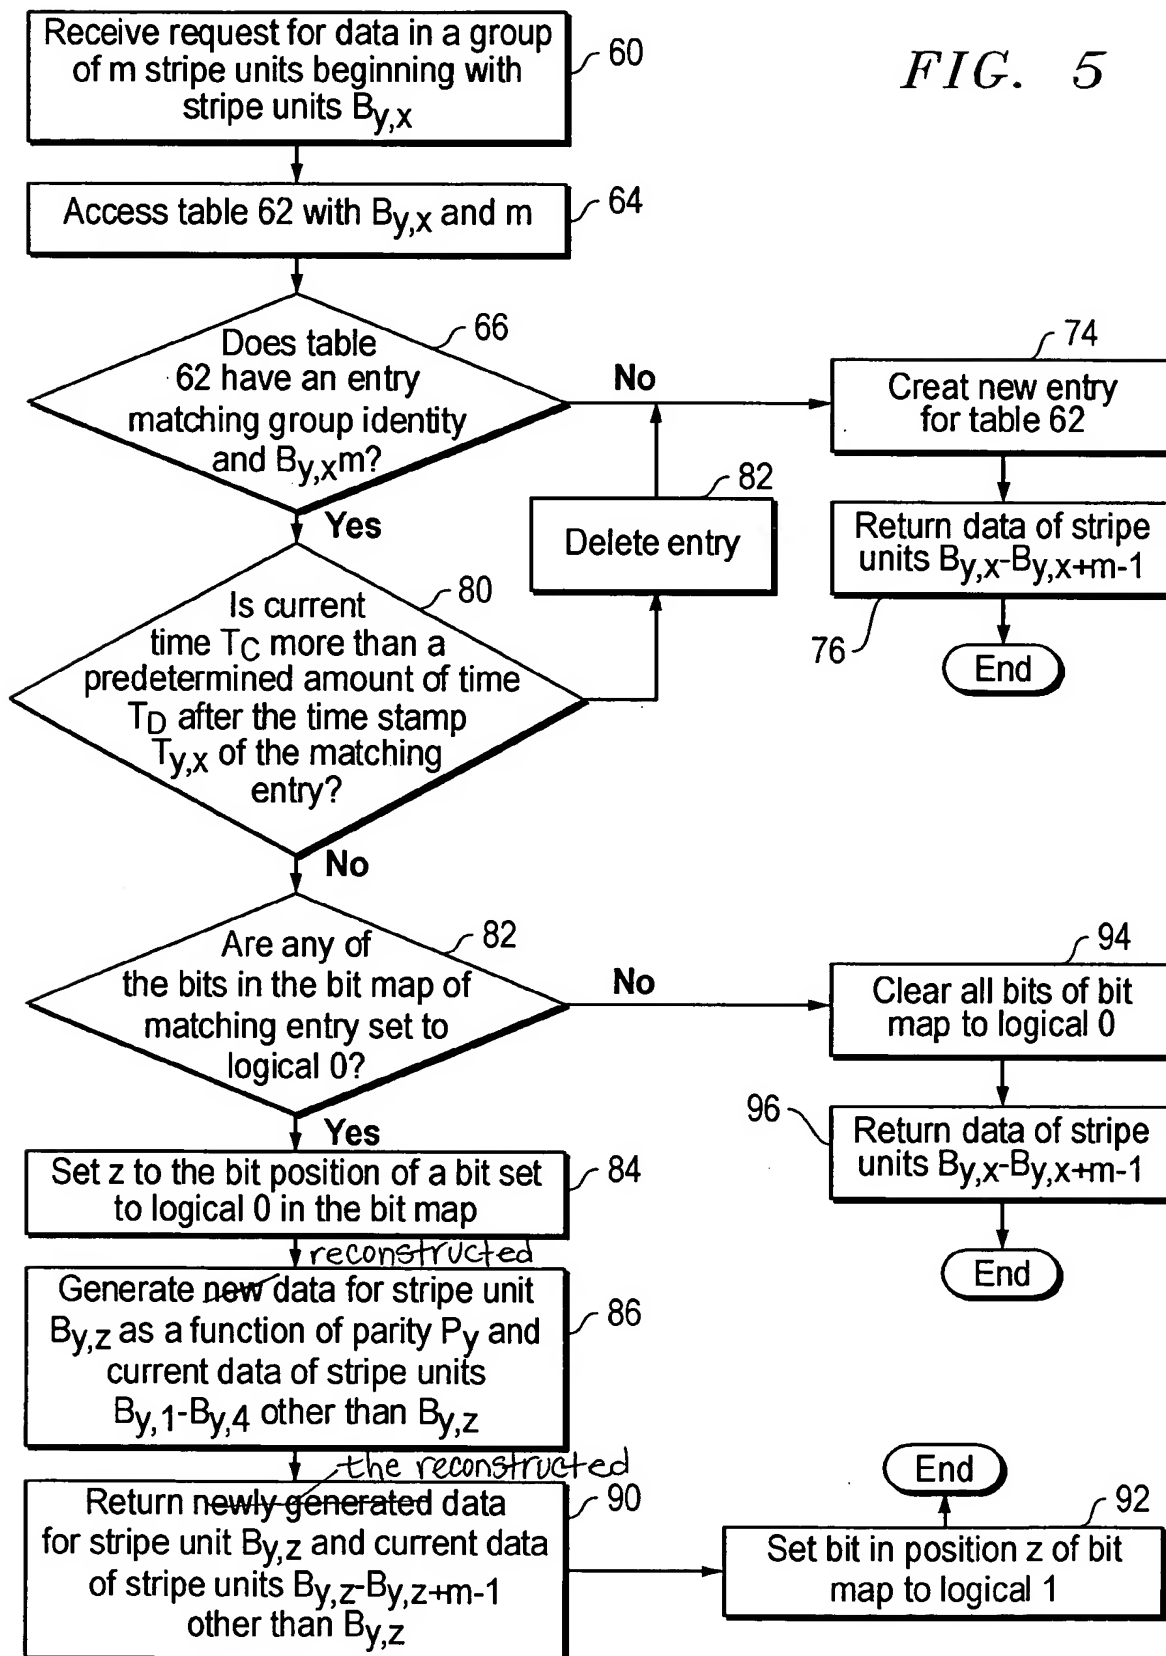 FIG. 5
Receive request for data in a group
of m stripe units beginning with
stripe units By,x
60
Access table 62 with By,x and m
64
Does table
62 have an entry
matching group identity
and By,xm?
66
No
Yes
74
Creat new entry
for table 62
Return data of stripe
units By,x-By,x+m-1
76
End
82
Delete entry
Is current
time TC more than a
predetermined amount of time
TD after the time stamp
Ty,x of the matching
entry?
80
No
Are any of
the bits in the bit map of
matching entry set to
logical 0?
82
No
Yes
94
Clear all bits of bit
map to logical 0
96
Return data of stripe
units By,x-By,x+m-1
End
Set z to the bit position of a bit set
to logical 0 in the bit map
84
reconstructed
Generate new data for stripe unit
By,z as a function of parity Py and
current data of stripe units
By,1-By,4 other than By,z
86
the reconstructed
Return newly generated data
for stripe unit By,z and current data
of stripe units By,z-By,z+m-1
other than By,z
90
End
92
Set bit in position z of bit
map to logical 1